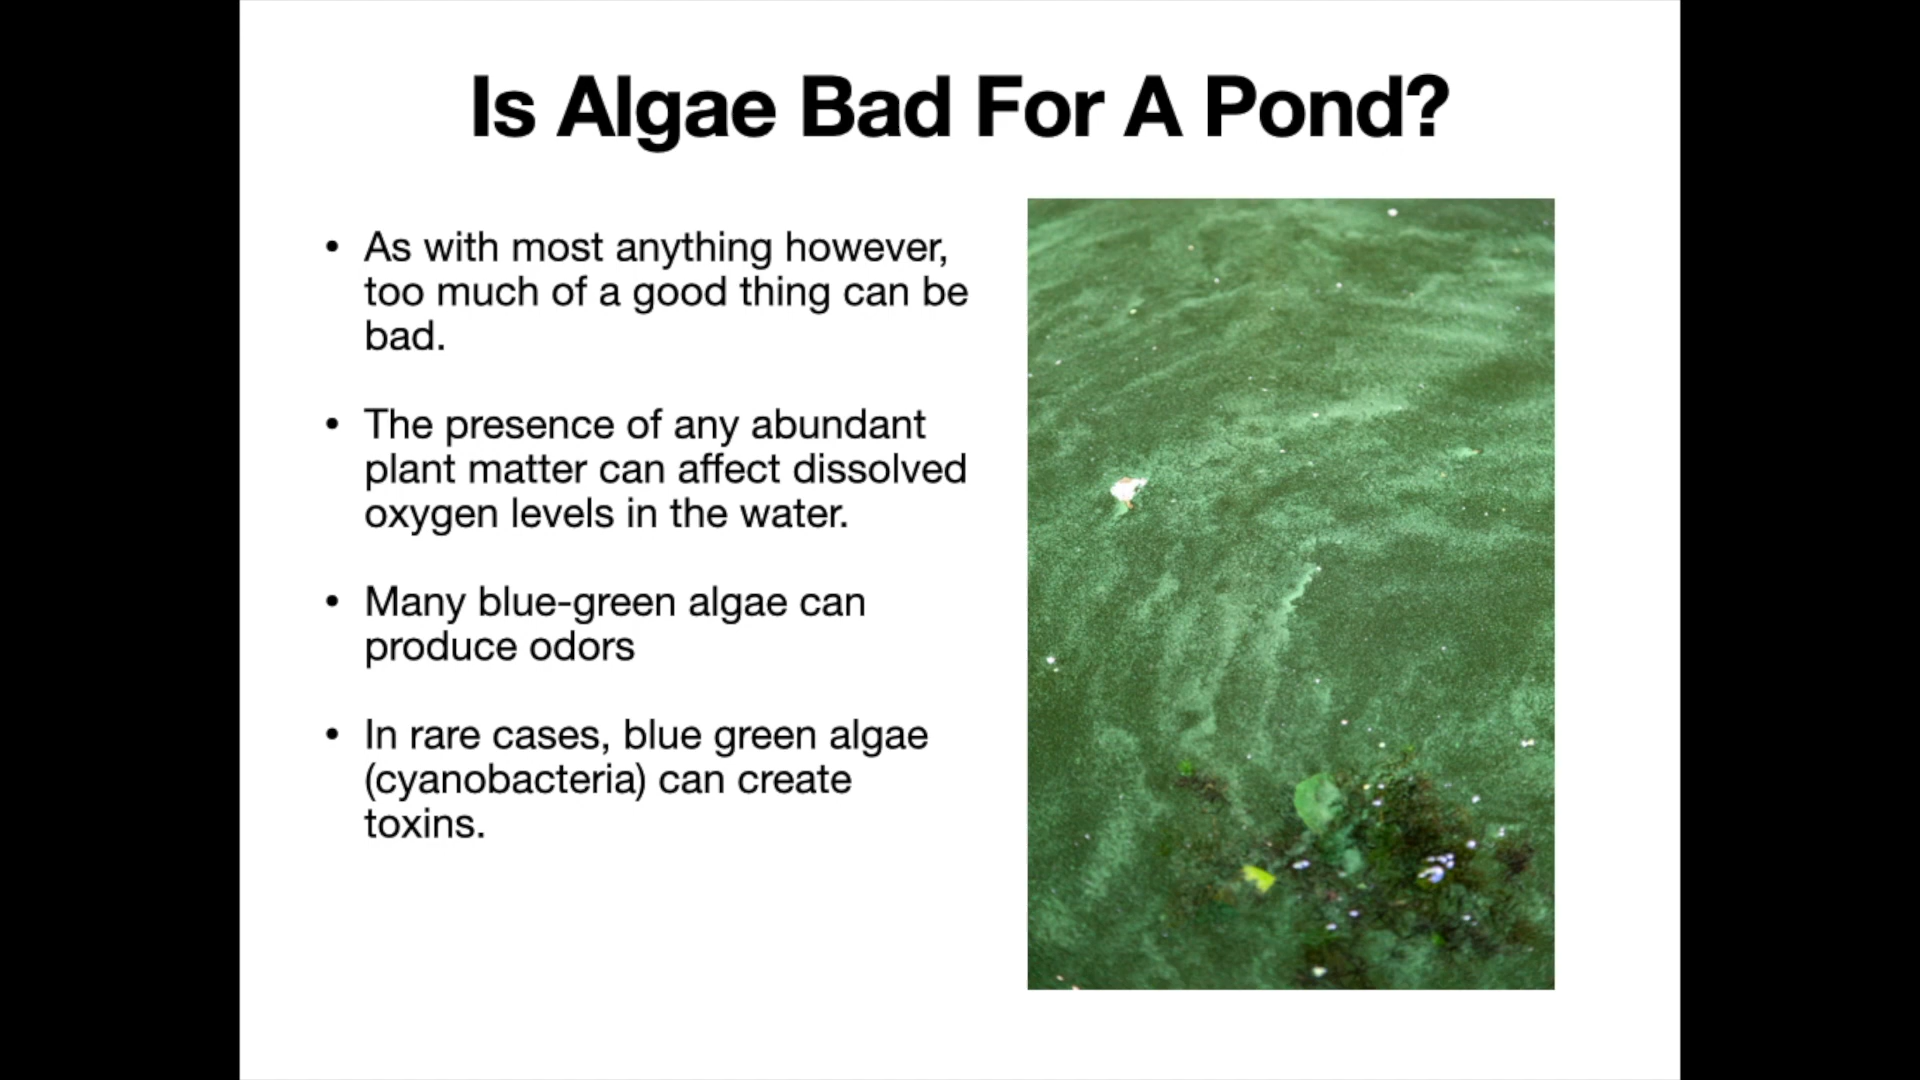 Is Algae Bad For A Pond?
• As with most anything however,
too much of a good thing can be
bad.
• The presence of any abundant
plant matter can affect dissolved
oxygen levels in the water.
• Many blue-green algae can
produce odors
• In rare cases, blue green algae
(cyanobacteria) can create
toxins.